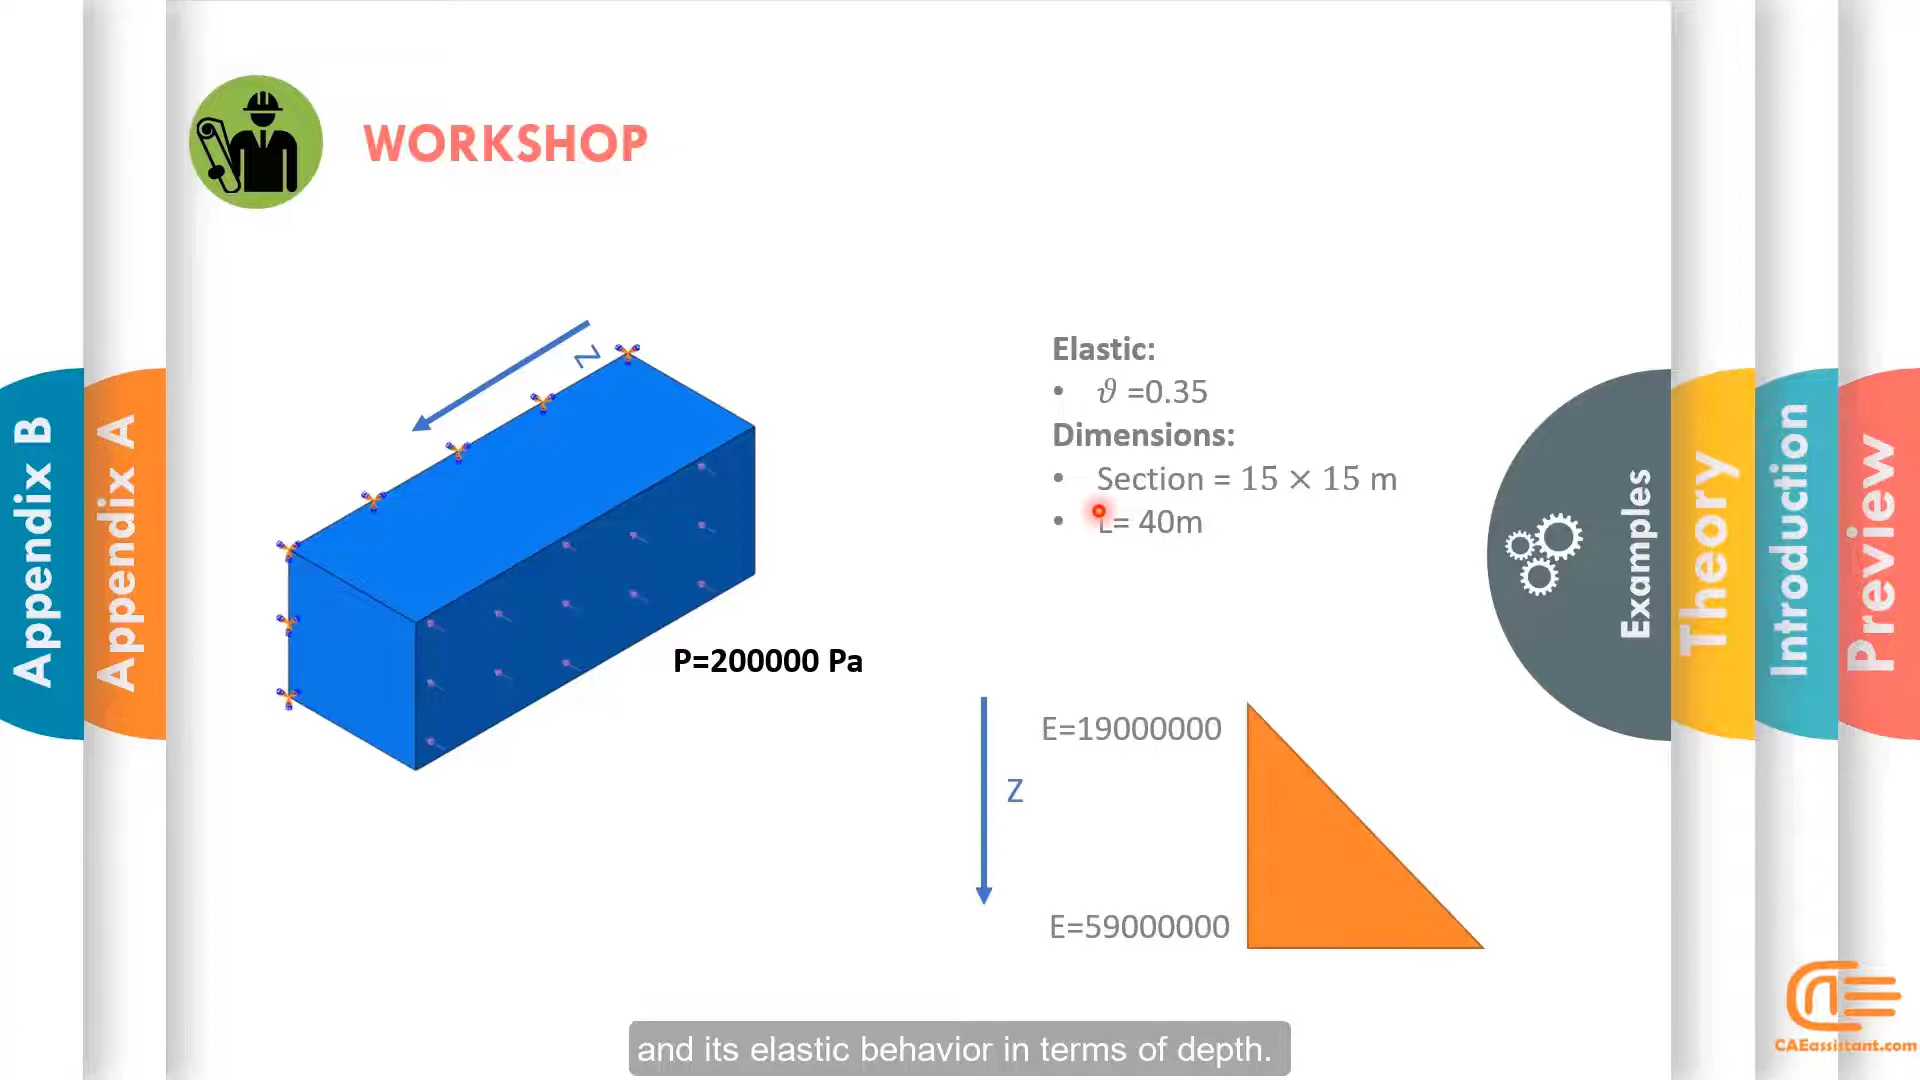 WORKSHOP
Z
Elastic:
• 𝜗 =0.35
Dimensions:
• Section = 15 × 15 m
• L= 40m
P=200000 Pa
E=19000000
Z
E=59000000
Appendix B
Appendix A
Examples
Theory
Introduction
Preview
CAEassistant.com
and its elastic behavior in terms of depth.